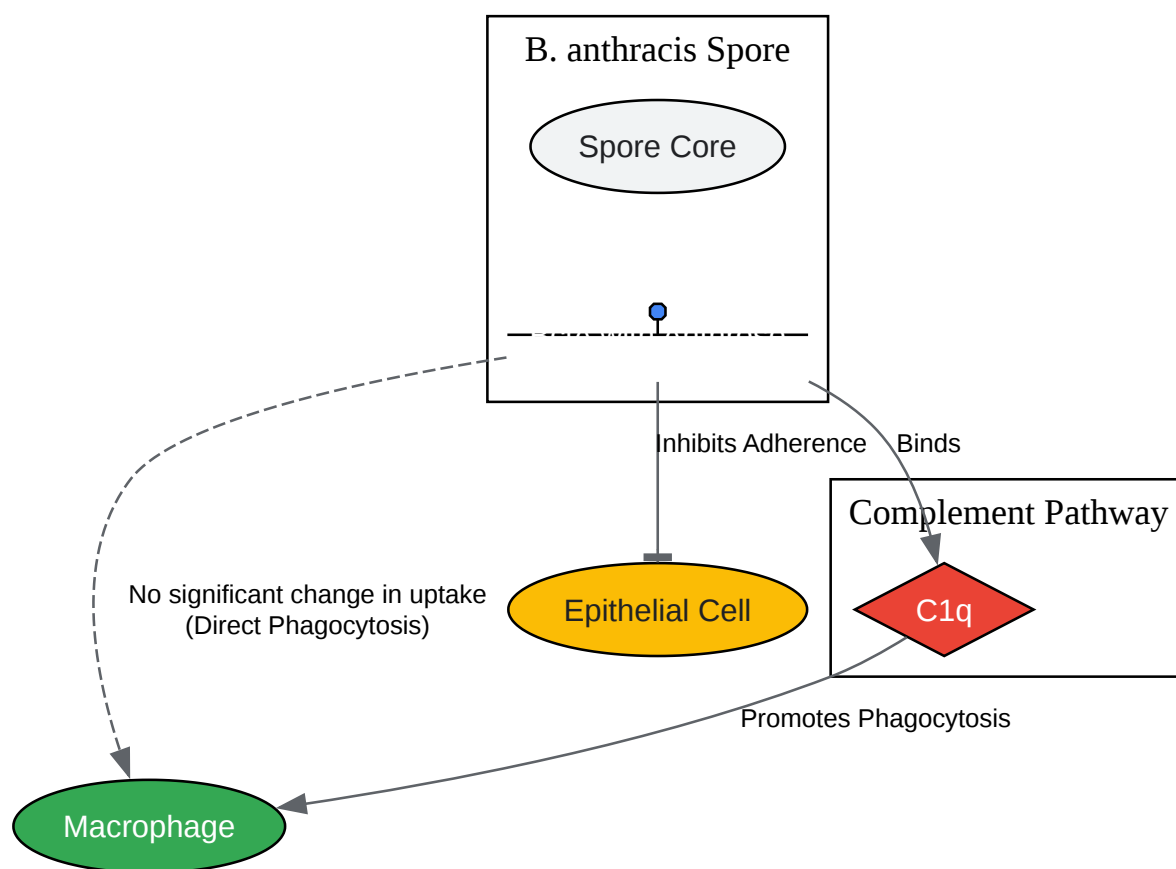 B. anthracis Spore
Spore Core
Inhibits Adherence
Binds
Complement Pathway
No significant change in uptake
(Direct Phagocytosis)
Epithelial Cell
C1q
Promotes Phagocytosis
Macrophage